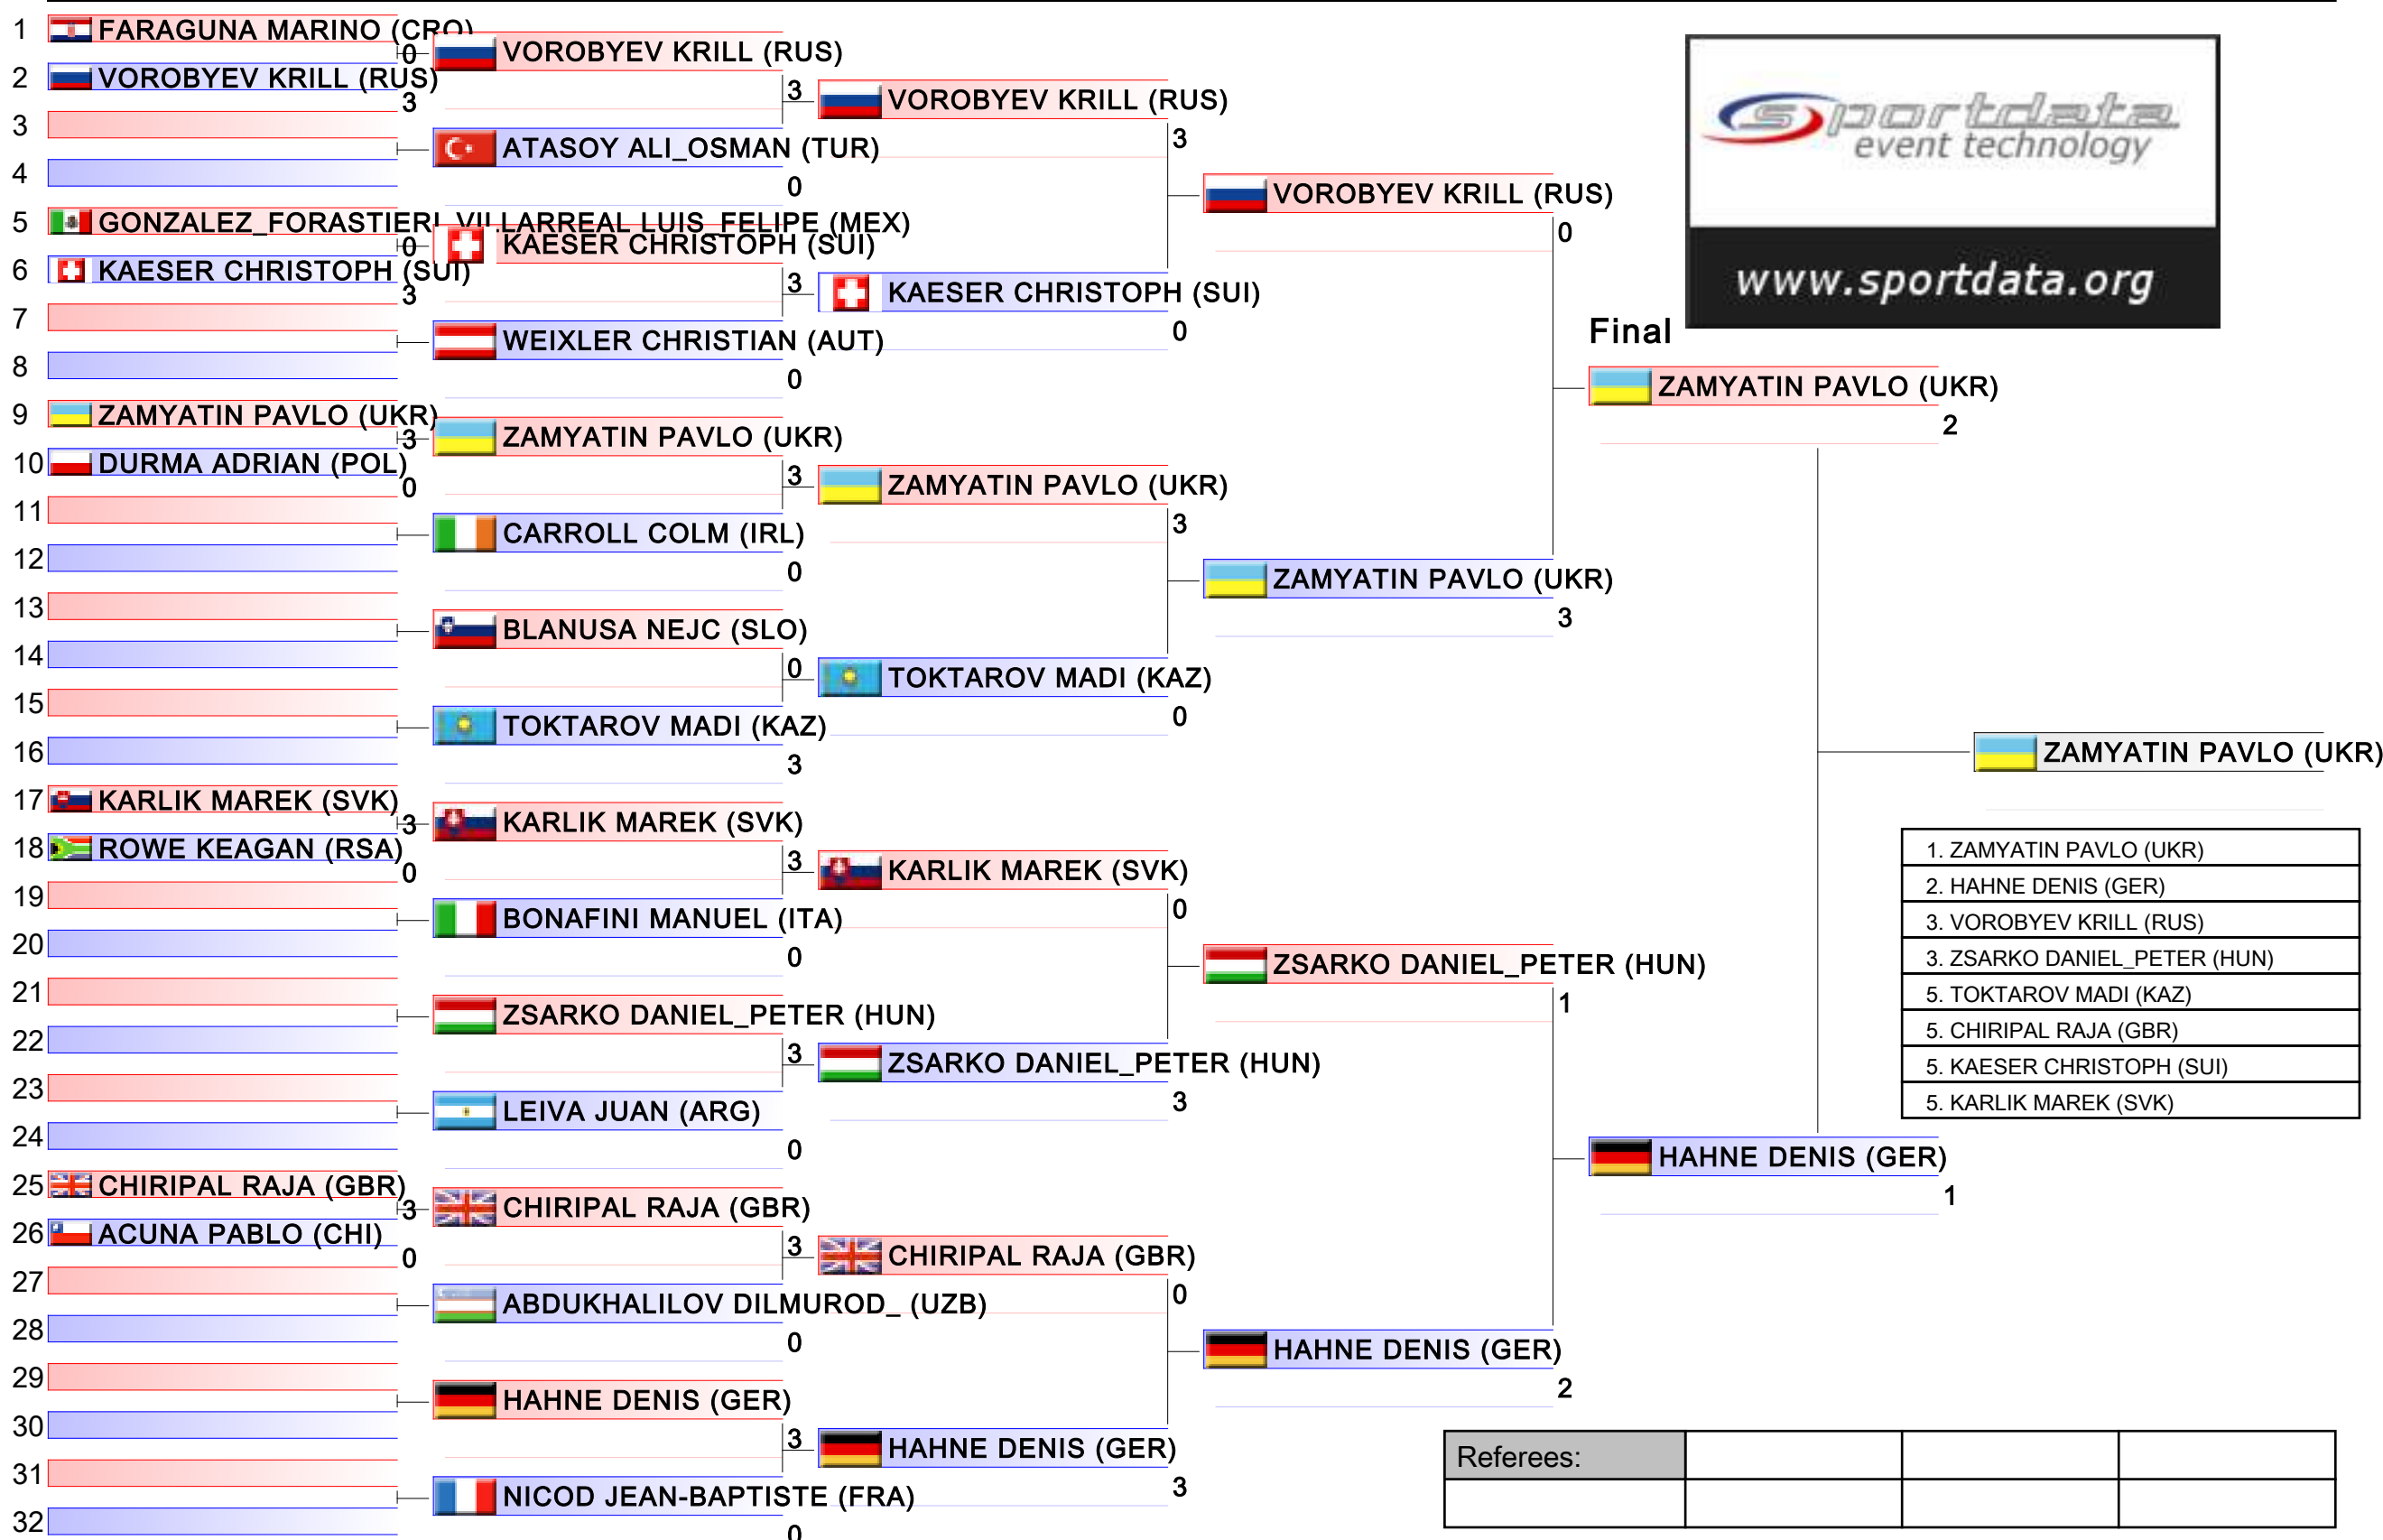 1 FARAGUNA MARINO (CRO)
0
2 VOROBYEV KRILL (RUS)
3
3
4
5 GONZALEZ_FORASTIERI_VILLARREAL LUIS_FELIPE (MEX)
0
6 KAESER CHRISTOPH (SUI)
3
7
8
9 ZAMYATIN PAVLO (UKR)
3
10 DURMA ADRIAN (POL)
0
11
12
13
14
15
16
17 KARLIK MAREK (SVK)
3
18 ROWE KEAGAN (RSA)
0
19
20
21
22
23
24
25 CHIRIPAL RAJA (GBR)
3
26 ACUNA PABLO (CHI)
0
27
28
29
30
31
32
VOROBYEV KRILL (RUS)
3
ATASOY ALI_OSMAN (TUR)
0
KAESER CHRISTOPH (SUI)
3
WEIXLER CHRISTIAN (AUT)
0
ZAMYATIN PAVLO (UKR)
3
CARROLL COLM (IRL)
0
BLANUSA NEJC (SLO)
0
TOKTAROV MADI (KAZ)
3
KARLIK MAREK (SVK)
3
BONAFINI MANUEL (ITA)
0
ZSARKO DANIEL_PETER (HUN)
3
LEIVA JUAN (ARG)
0
CHIRIPAL RAJA (GBR)
3
ABDUKHALILOV DILMUROD_ (UZB)
0
HAHNE DENIS (GER)
3
NICOD JEAN-BAPTISTE (FRA)
0
VOROBYEV KRILL (RUS)
3
KAESER CHRISTOPH (SUI)
0
ZAMYATIN PAVLO (UKR)
3
TOKTAROV MADI (KAZ)
0
KARLIK MAREK (SVK)
0
ZSARKO DANIEL_PETER (HUN)
3
CHIRIPAL RAJA (GBR)
0
HAHNE DENIS (GER)
3
VOROBYEV KRILL (RUS)
0
ZAMYATIN PAVLO (UKR)
3
ZSARKO DANIEL_PETER (HUN)
1
HAHNE DENIS (GER)
2
sportdata
event technology
www.sportdata.org
Final
ZAMYATIN PAVLO (UKR)
2
HAHNE DENIS (GER)
1
ZAMYATIN PAVLO (UKR)
1. ZAMYATIN PAVLO (UKR)
2. HAHNE DENIS (GER)
3. VOROBYEV KRILL (RUS)
3. ZSARKO DANIEL_PETER (HUN)
5. TOKTAROV MADI (KAZ)
5. CHIRIPAL RAJA (GBR)
5. KAESER CHRISTOPH (SUI)
5. KARLIK MAREK (SVK)
Referees: